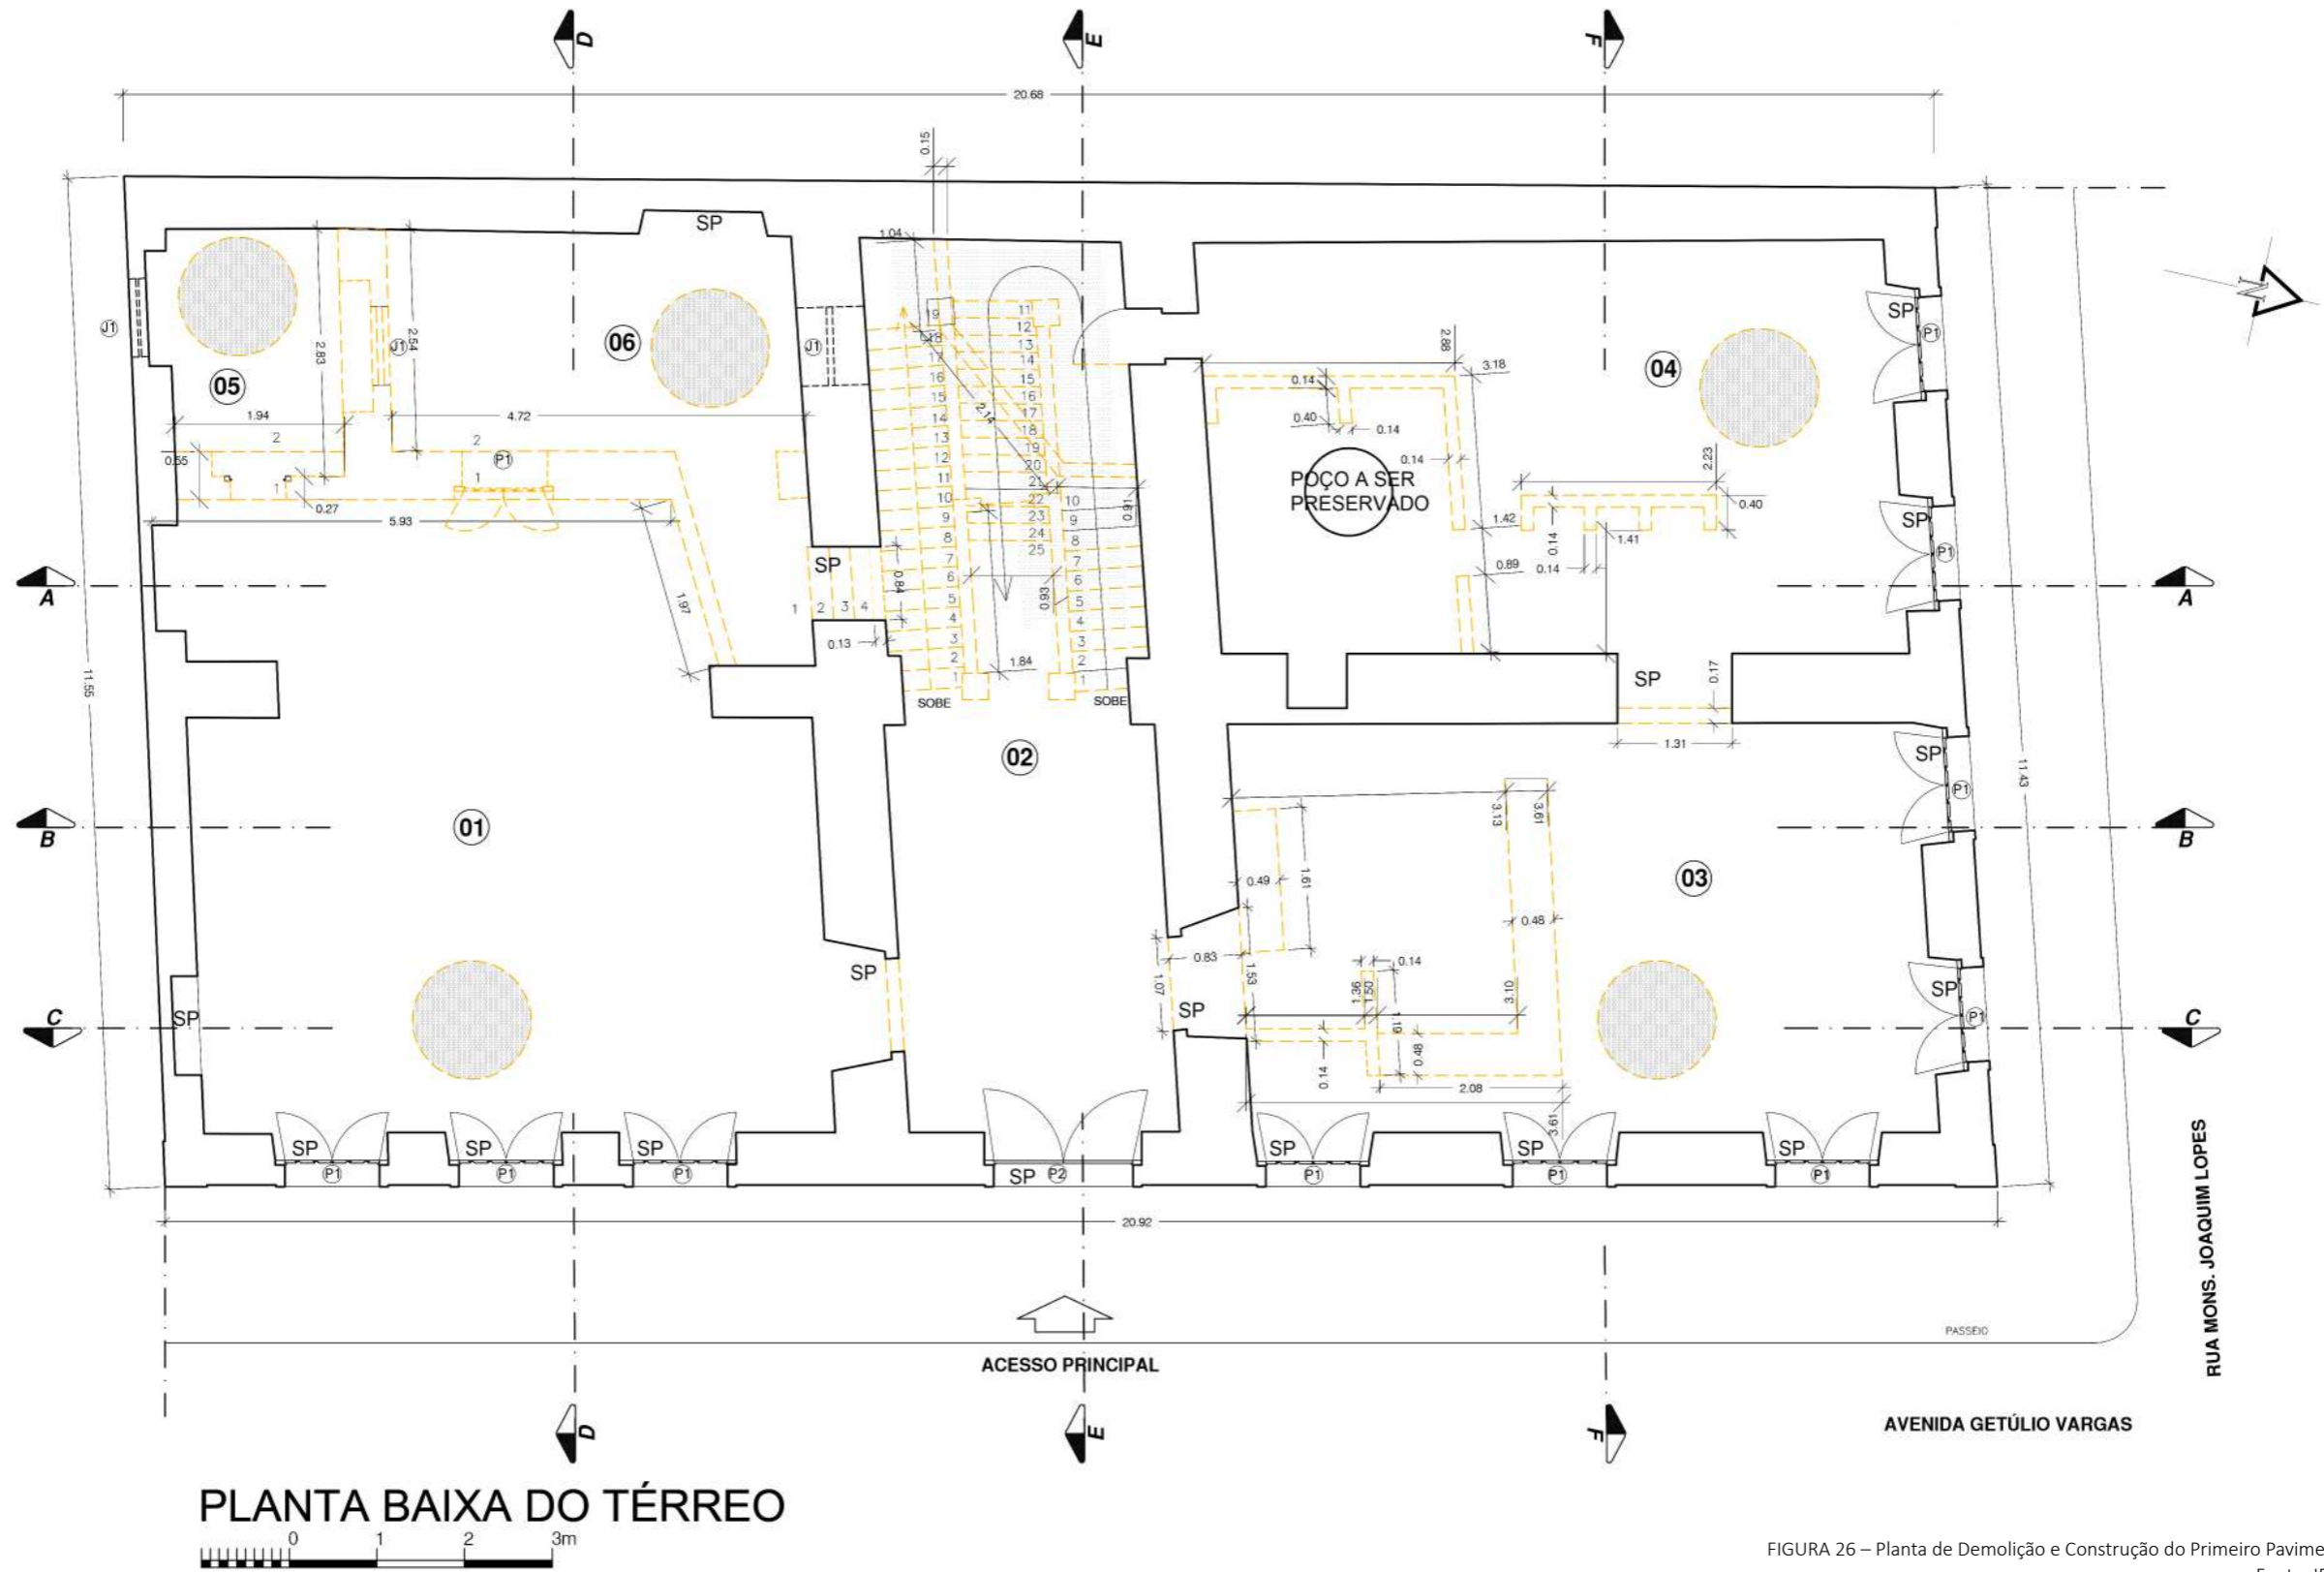 D
E
F
20.68
0.15
SP
1.04
J1
05
06
J1
J1
2.83
2.54
1.94
4.72
2
2
P1
1
1
0.55
0.27
5.93
1.97
19
18
17
16
15
14
13
12
11
10
9
8
7
6
5
4
3
2
1
SOBE
11
12
13
14
15
16
17
18
19
20
21
22
23
24
25
10
9
8
7
6
5
4
3
2
1
SOBE
2.14
0.91
0.93
1.84
SP
1
2
3
4
0.84
0.13
2.88
3.18
04
0.14
0.40
0.14
0.14
POÇO A SER
PRESERVADO
2.23
0.40
1.42
0.14
1.41
0.89
0.14
SP
P1
SP
P1
N
A
A
11.55
11.43
SP
0.17
1.31
02
01
B
B
SP
P1
3.13
3.61
03
0.49
1.61
0.48
0.83
1.53
1.07
0.14
1.36
1.50
3.10
1.19
0.48
0.14
2.08
3.61
SP
SP
SP
SP
P1
C
C
SP
P1
SP
P1
SP
P1
SP
P2
SP
P1
SP
P1
SP
P1
20.92
PASSEIO
ACESSO PRINCIPAL
RUA MONS. JOAQUIM LOPES
AVENIDA GETÚLIO VARGAS
D
E
F
PLANTA BAIXA DO TÉRREO
0 1 2 3m
FIGURA 26 – Planta de Demolição e Construção do Primeiro